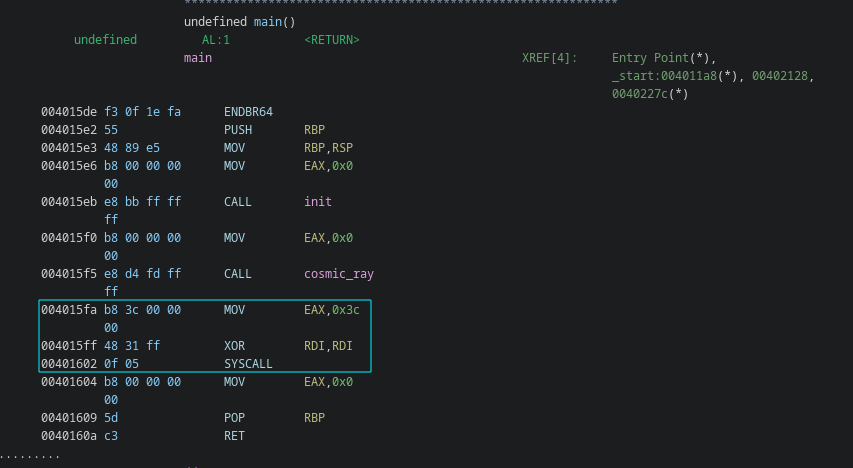 ************************************************************
undefined main()
undefined AL:1 <RETURN>
main XREF[4]: Entry Point(*),
_start:004011a8(*), 00402128,
0040227c(*)
004015de f3 0f 1e fa ENDBR64
004015e2 55 PUSH RBP
004015e3 48 89 e5 MOV RBP,RSP
004015e6 b8 00 00 00 MOV EAX,0x0
00
004015eb e8 bb ff ff CALL init
ff
004015f0 b8 00 00 00 MOV EAX,0x0
00
004015f5 e8 d4 fd ff CALL cosmic_ray
ff
004015fa b8 3c 00 00 MOV EAX,0x3c
00
004015ff 48 31 ff XOR RDI,RDI
00401602 0f 05 SYSCALL
00401604 b8 00 00 00 MOV EAX,0x0
00
00401609 5d POP RBP
0040160a c3 RET
.........